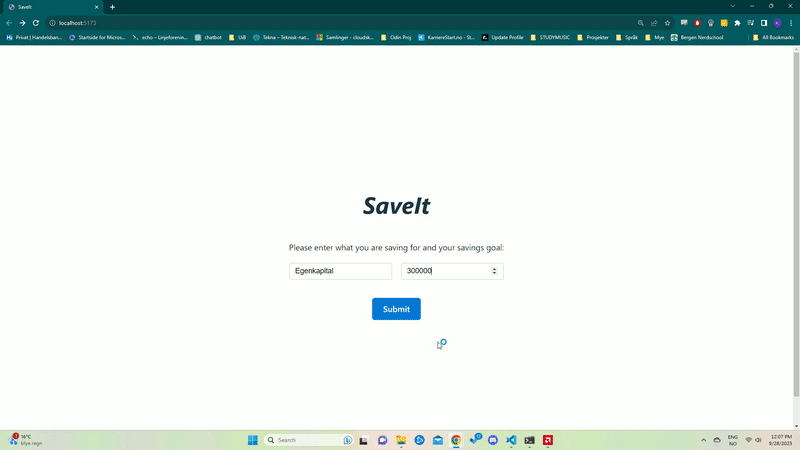 SaveIt
localhost:5173
Privat | Handelsban...
Startside for Micros...
echo – Linjeforenin...
chatbot
UiB
Tekna – Teknisk-nat...
Samlinger - cloudsk...
Odin Proj
KarriereStart.no - St...
Update Profile
STUDYMUSIC
Prosjekter
Språk
Mye
Bergen Nordschool
All Bookmarks
SaveIt
Please enter what you are saving for and your savings goal:
Egenkapital
300000
Submit
16°C
Mye regn
Search
ENG
NO
12:07 PM
9/28/2023